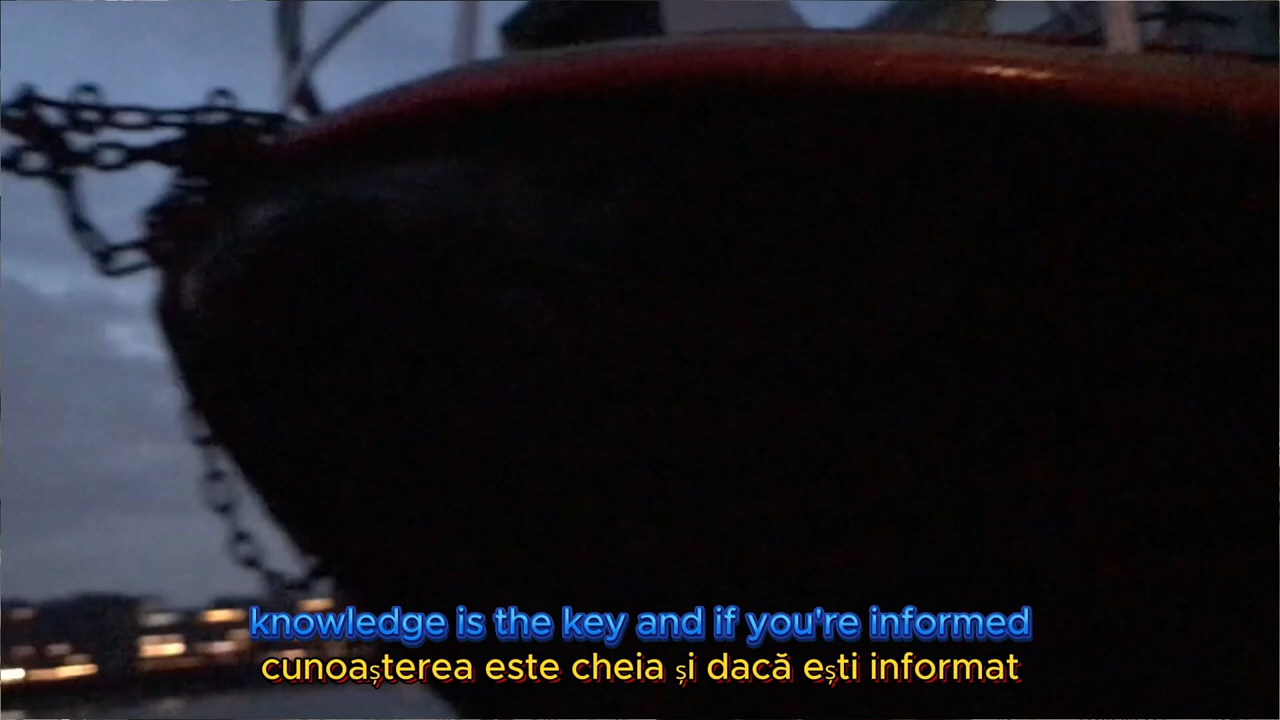 knowledge is the key and if you're informed
cunoașterea este cheia și dacă ești informat